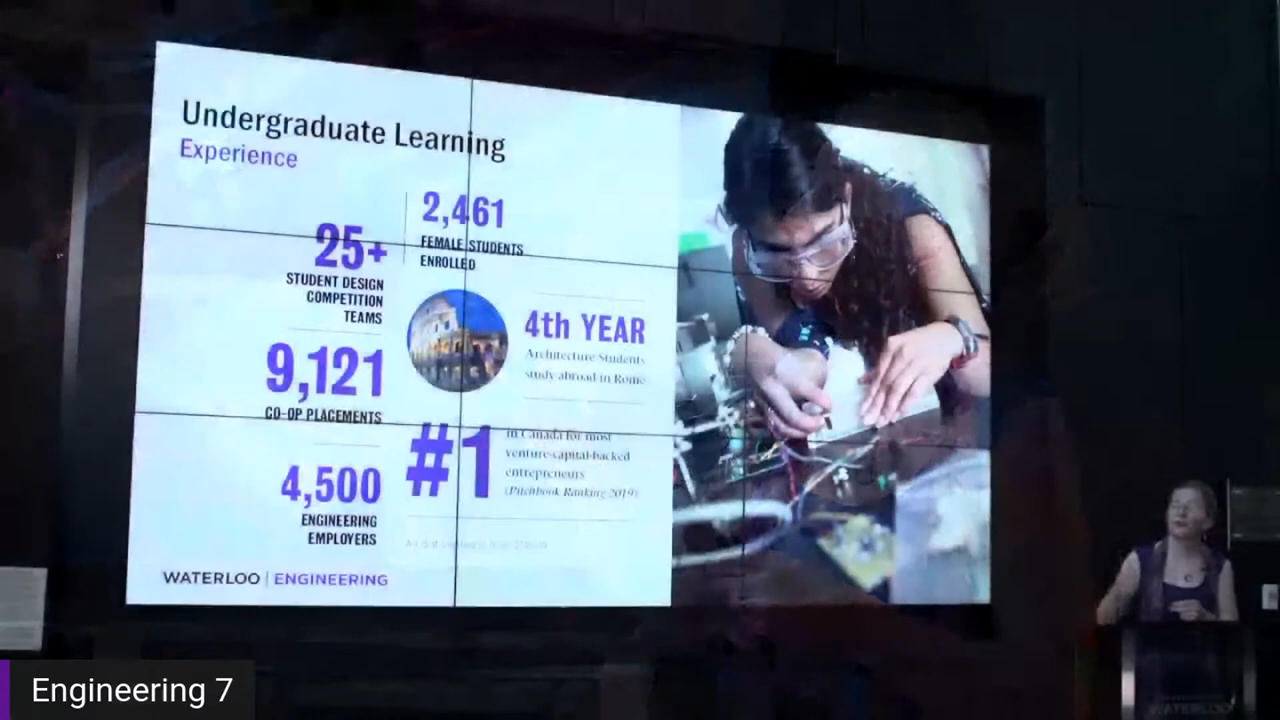 Undergraduate Learning
Experience
25+
STUDENT DESIGN
COMPETITION
TEAMS
9,121
CO-OP PLACEMENTS
4,500
ENGINEERING
EMPLOYERS
2,461
FEMALE STUDENTS
ENROLLED
4th YEAR
Architecture Students
study abroad in Rome
#1
in Canada for most
venture-capital-backed
entrepreneurs
(Pitchbook Ranking 2019)
WATERLOO | ENGINEERING
WATERLOO
Engineering 7